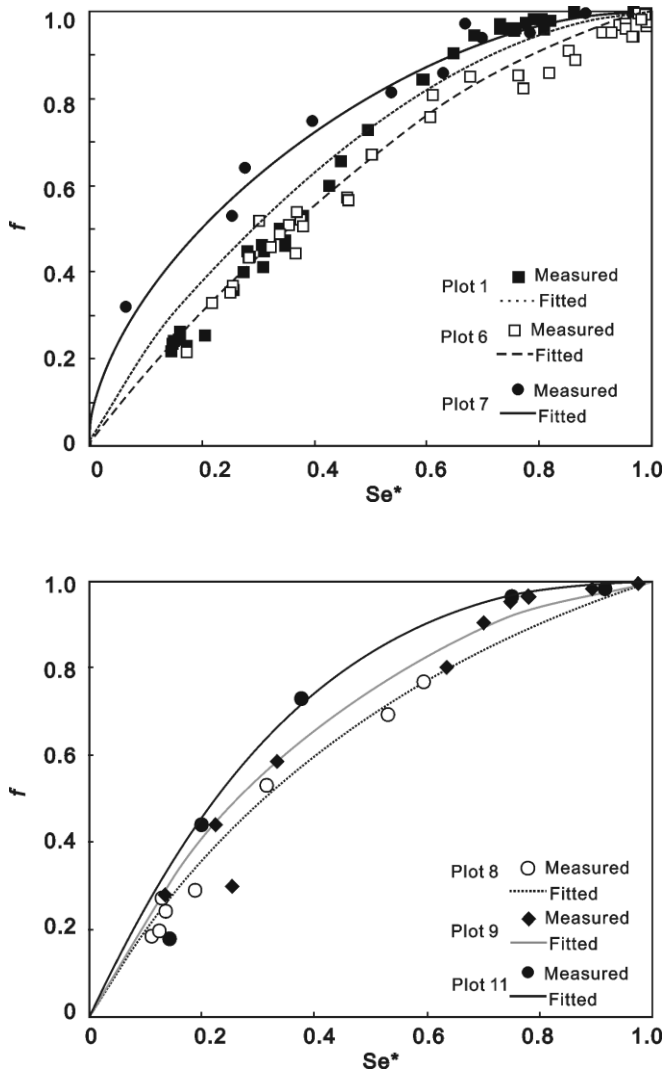 1.0
0.8
0.6
0.4
0.2
0
f
Plot 1 Measured
Fitted
Plot 6 Measured
Fitted
Plot 7 Measured
Fitted
0 0.2 0.4 0.6 0.8 1.0
Se*
1.0
0.8
0.6
0.4
0.2
0
f
Plot 8 Measured
Fitted
Plot 9 Measured
Fitted
Plot 11 Measured
Fitted
0 0.2 0.4 0.6 0.8 1.0
Se*